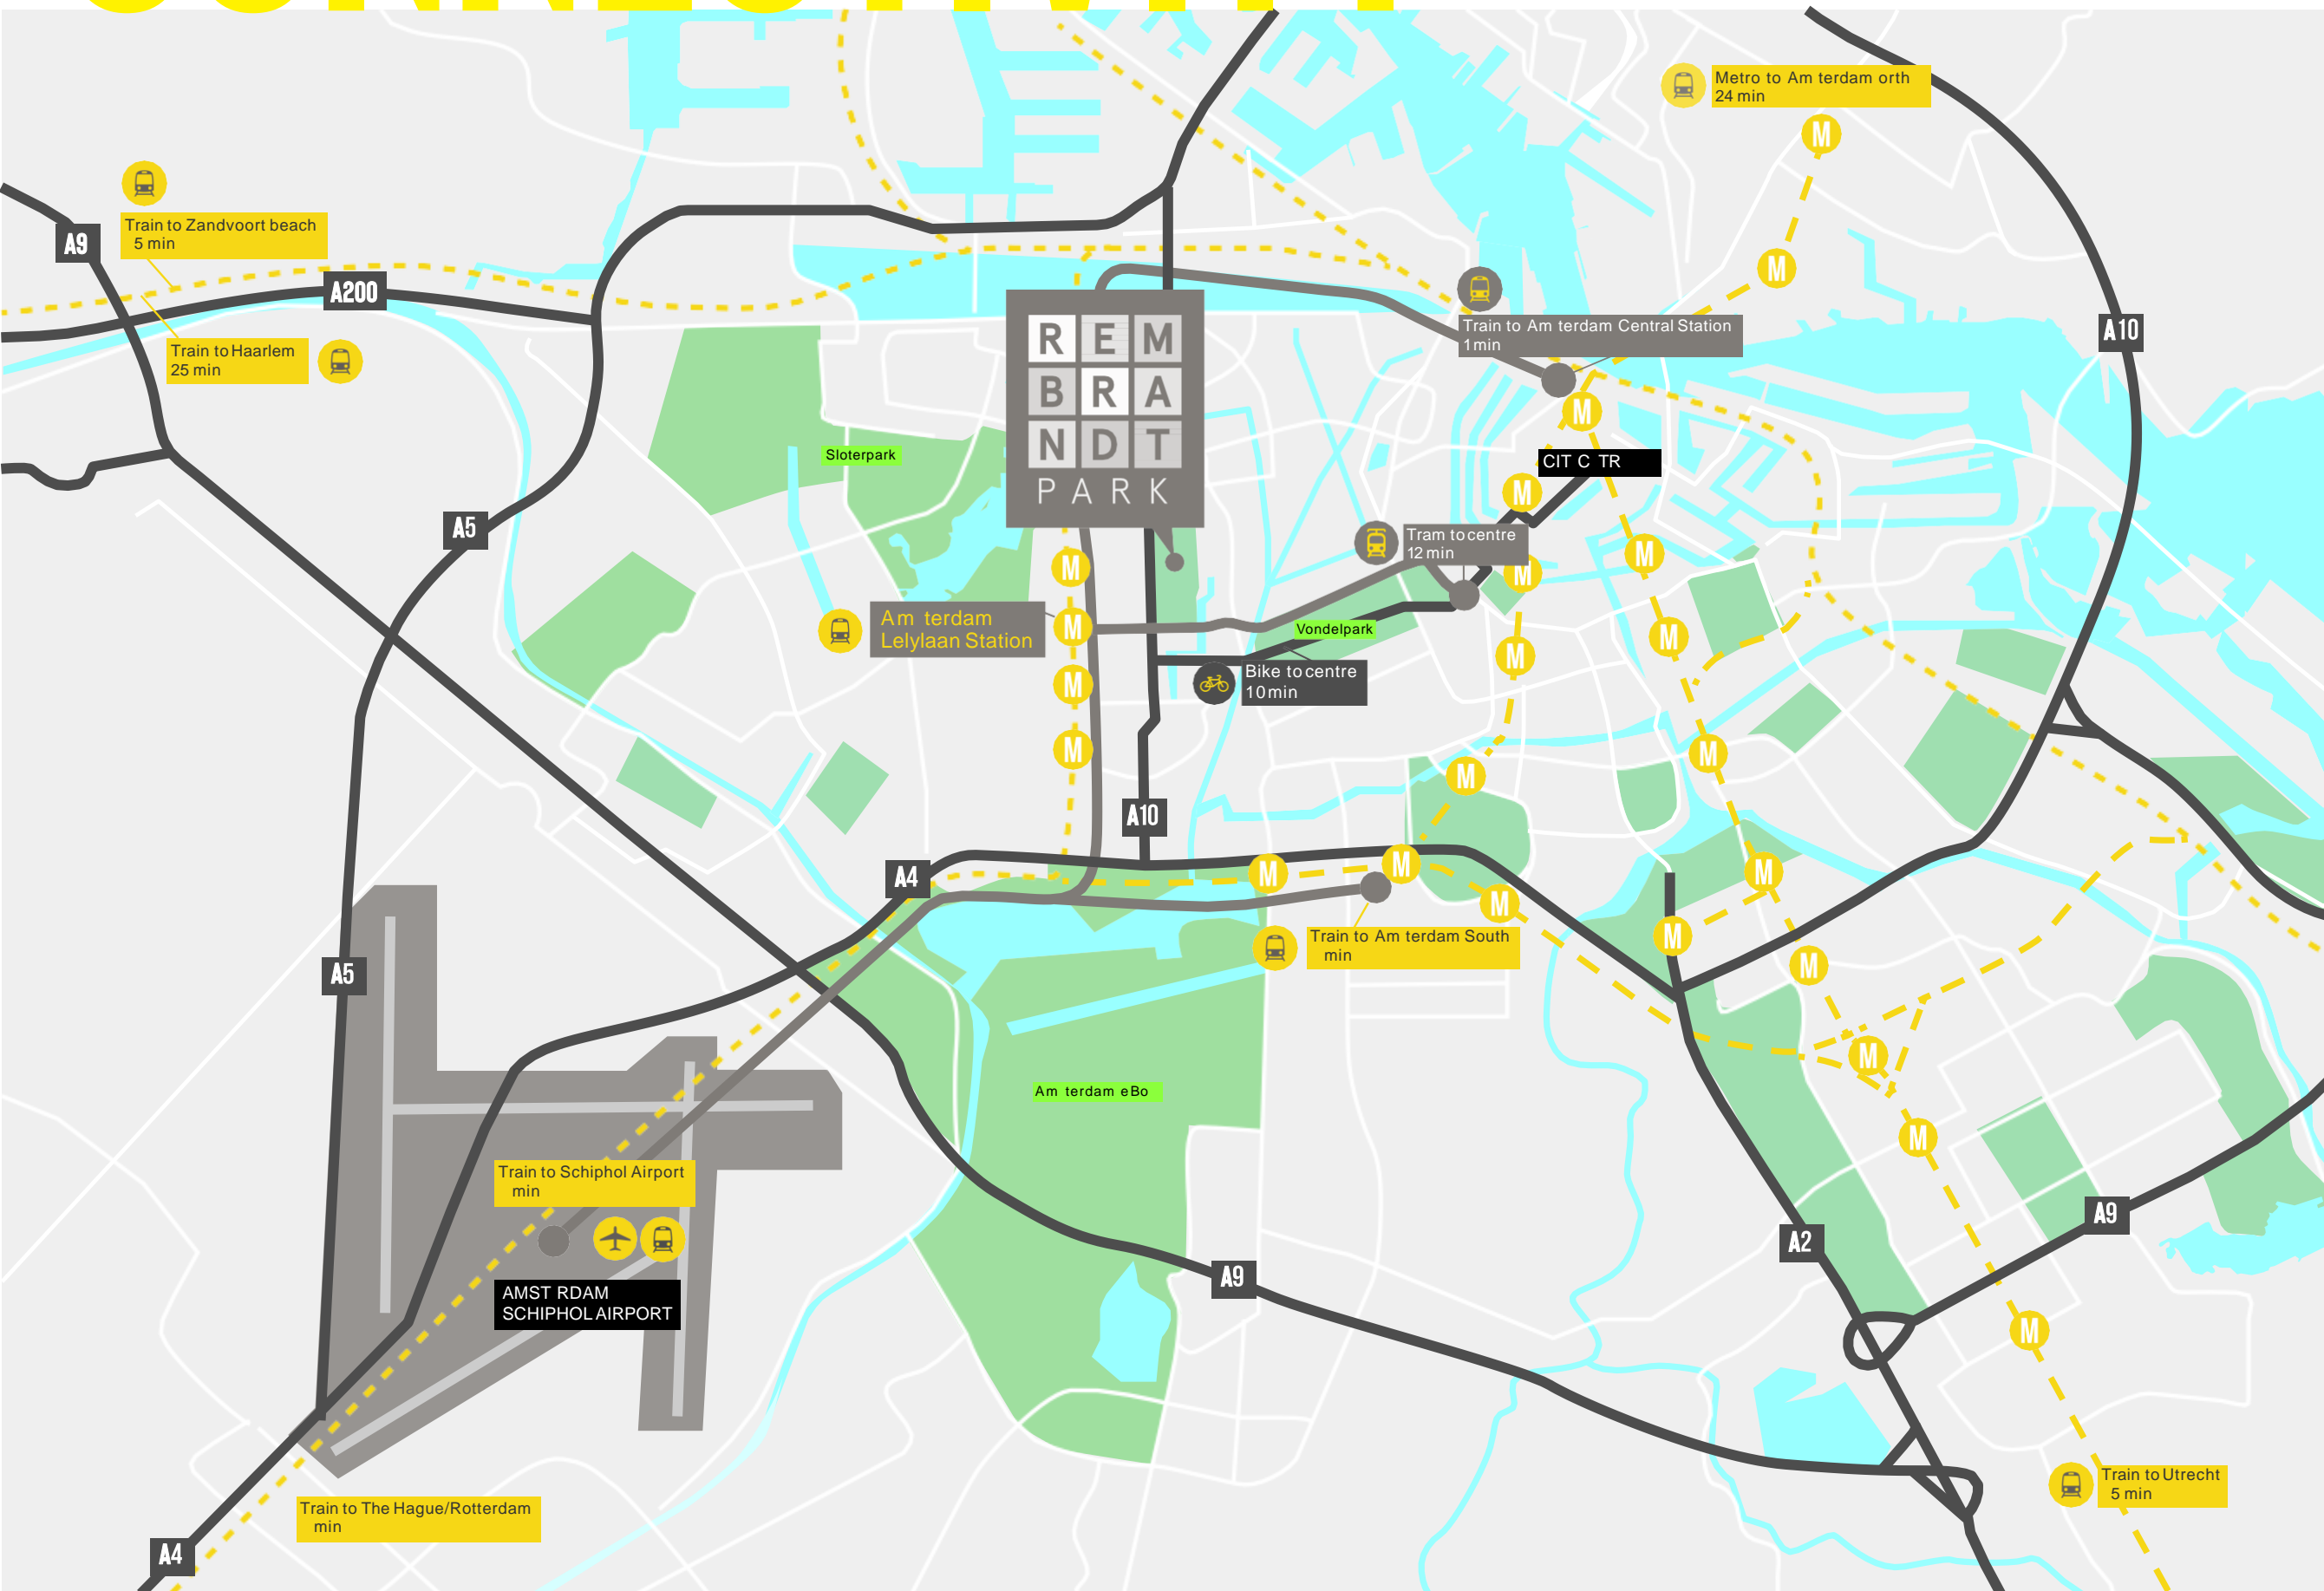 Metro to Am terdam orth
24 min
M
M
A9
Train to Zandvoort beach
5 min
A200
Train to Haarlem
25 min
A10
R E M
B R A
N D T
PARK
Train to Am terdam Central Station
1 min
M
CIT C TR
M
Sloterpark
A5
Tram to centre
12 min
M
M
M
Am terdam
Lelylaan Station
M
Vondelpark
M
M
Bike to centre
10 min
M
M
M
M
A10
A4
M
M
M
M
M
Train to Am terdam South
min
M
A5
M
M
Am terdam eBo
M
Train to Schiphol Airport
min
A9
A2
A9
AMST RDAM
SCHIPHOL AIRPORT
M
Train to Utrecht
5 min
Train to The Hague/Rotterdam
min
A4